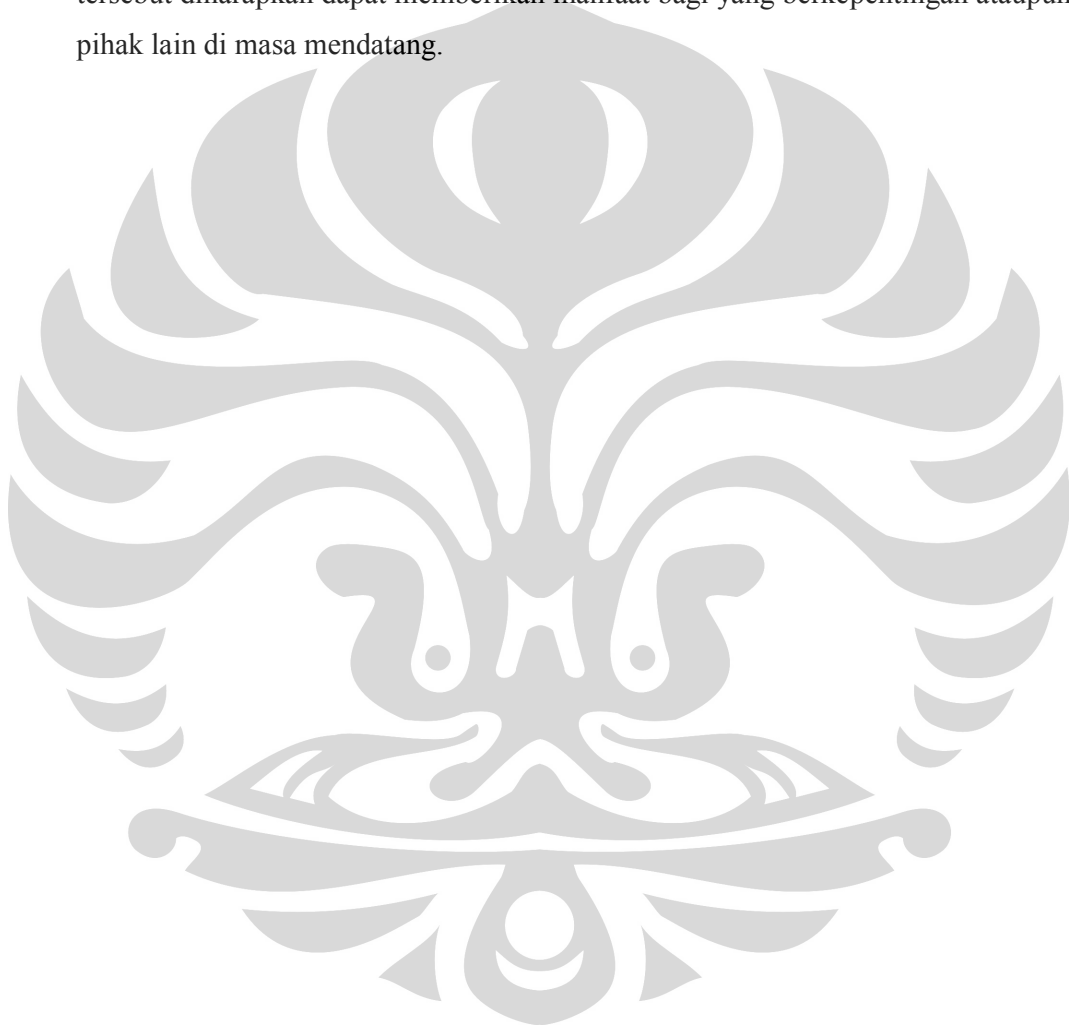 tersebut diharapkan dapat memberikan manfaat bagi yang berkepentingan ataupun
pihak lain di masa mendatang.